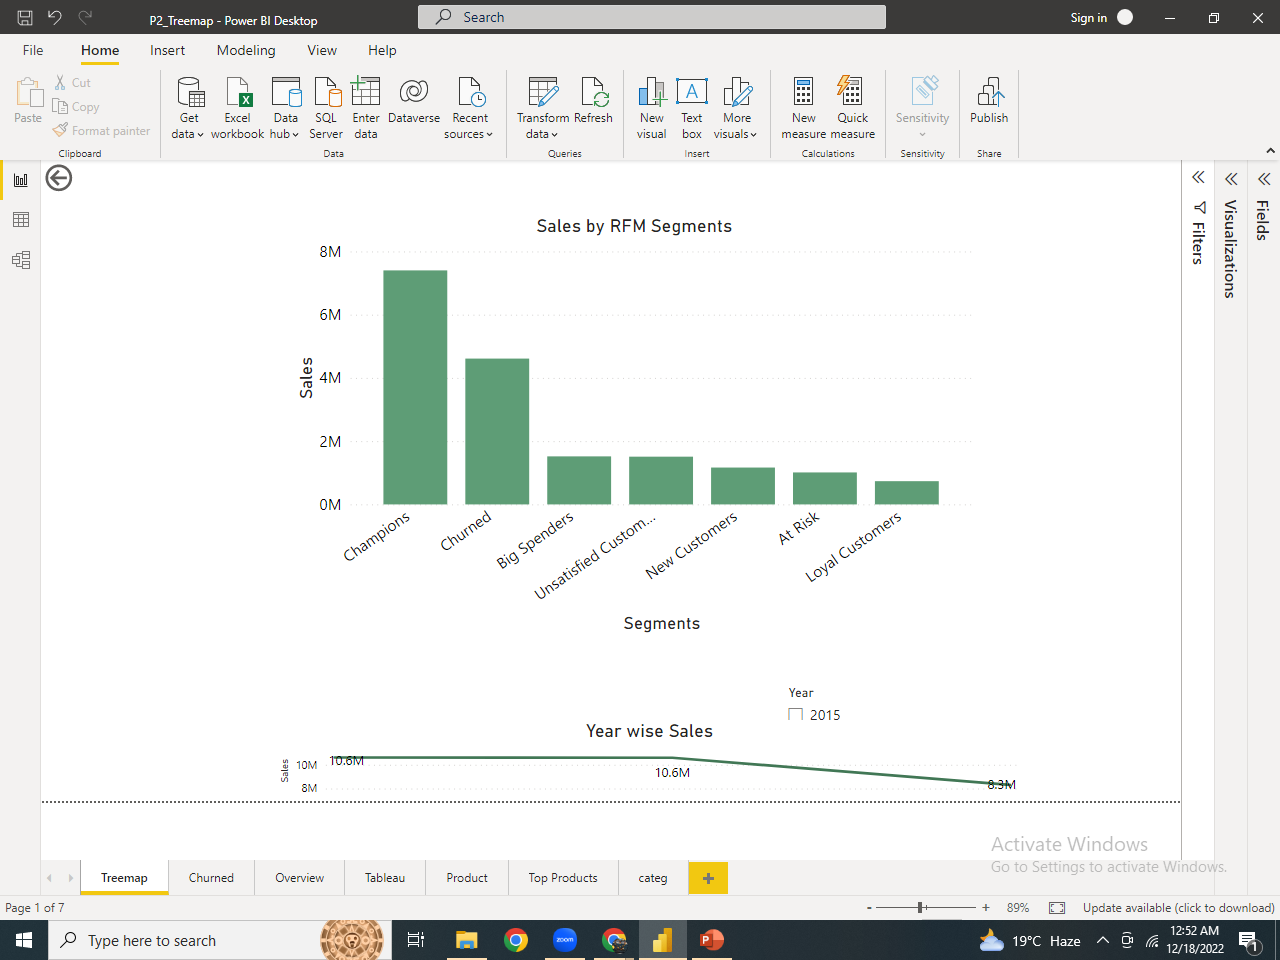 P2_Treemap - Power BI Desktop
Search
Sign in
File Home Insert Modeling View Help
Paste
Cut
Copy
Format painter
Clipboard
Get data
Excel workbook
Data hub
SQL Server
Enter data
Dataverse
Recent sources
Data
Transform data
Refresh
Queries
New visual
Text box
More visuals
Insert
New measure
Quick measure
Calculations
Sensitivity
Sensitivity
Publish
Share
Filters
Visualizations
Fields
Sales by RFM Segments
Sales
8M
6M
4M
2M
0M
Champions
Churned
Big Spenders
Unsatisfied Custom...
New Customers
At Risk
Loyal Customers
Segments
Year
2015
Year wise Sales
Sales
10M
8M
10.6M
10.6M
8.3M
Activate Windows
Go to Settings to activate Windows.
Treemap Churned Overview Tableau Product Top Products categ
Page 1 of 7
- + 89%
Update available (click to download)
Type here to search
zoom
19°C Haze
12:52 AM
12/18/2022
1